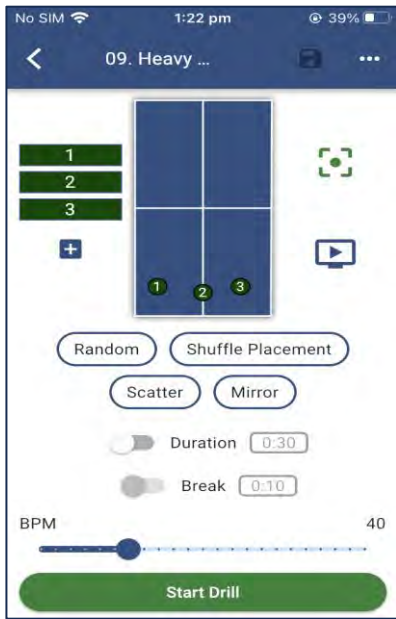 No SIM 1:22 pm 39%
09. Heavy ...
1
2
3
1 2 3
Random Shuffle Placement
Scatter Mirror
Duration 0:30
Break 0:10
BPM 40
Start Drill